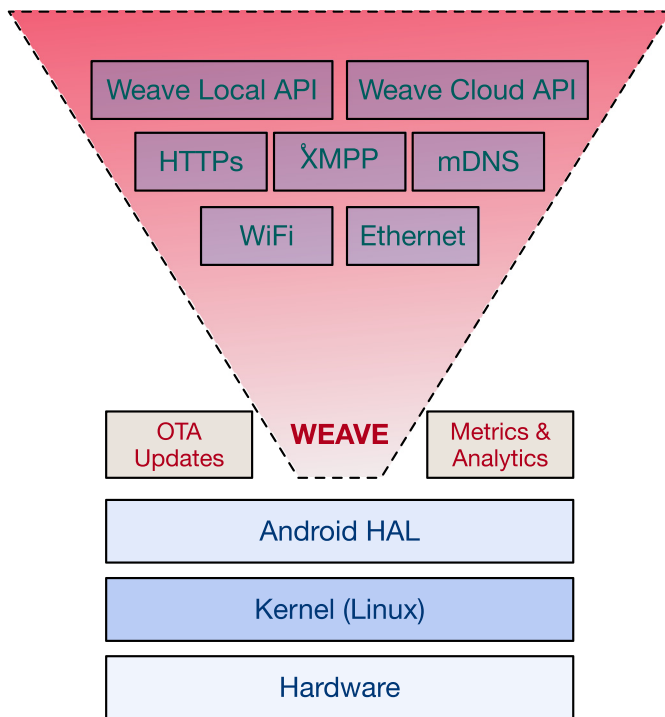 Weave Local API
Weave Cloud API
HTTPs
XMPP
mDNS
WiFi
Ethernet
OTA
Updates
WEAVE
Metrics &
Analytics
Android HAL
Kernel (Linux)
Hardware